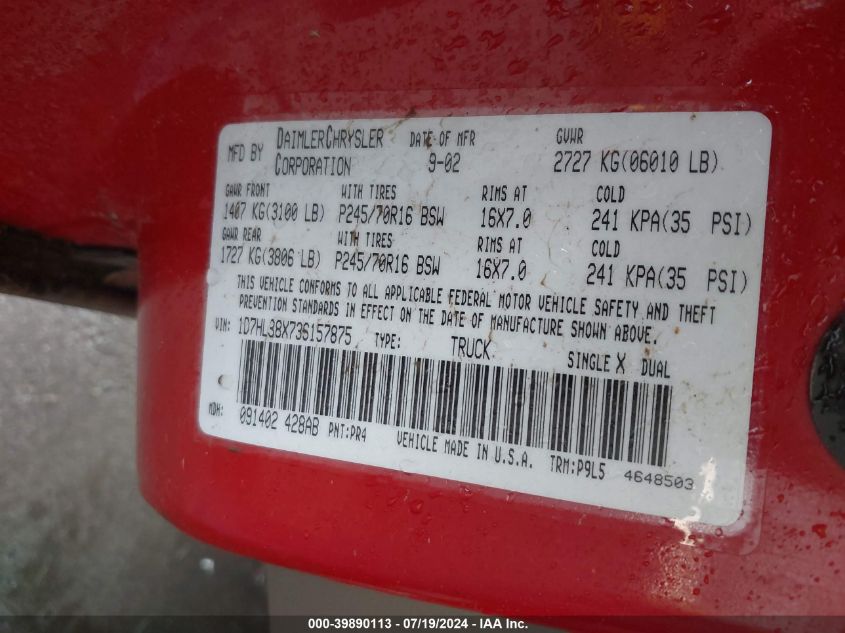 MFD BY DAIMLERCHRYSLER CORPORATION DATE OF MFR 9-02 GVWR 2727 KG(06010 LB)
GAWR FRONT WITH TIRES RIMS AT COLD
1407 KG(3100 LB) P245/70R16 BSW 16X7.0 241 KPA(35 PSI)
GAWR REAR WITH TIRES RIMS AT COLD
1727 KG(3806 LB) P245/70R16 BSW 16X7.0 241 KPA(35 PSI)
THIS VEHICLE CONFORMS TO ALL APPLICABLE FEDERAL MOTOR VEHICLE SAFETY AND THEFT
PREVENTION STANDARDS IN EFFECT ON THE DATE OF MANUFACTURE SHOWN ABOVE.
VIN: 1D7HL38X73S157875 TYPE: TRUCK SINGLE X DUAL
MDH: 091402 428AB PNT:PR4 VEHICLE MADE IN U.S.A. TRM:P9L5 4648503
000-39890113 - 07/19/2024 - IAA Inc.